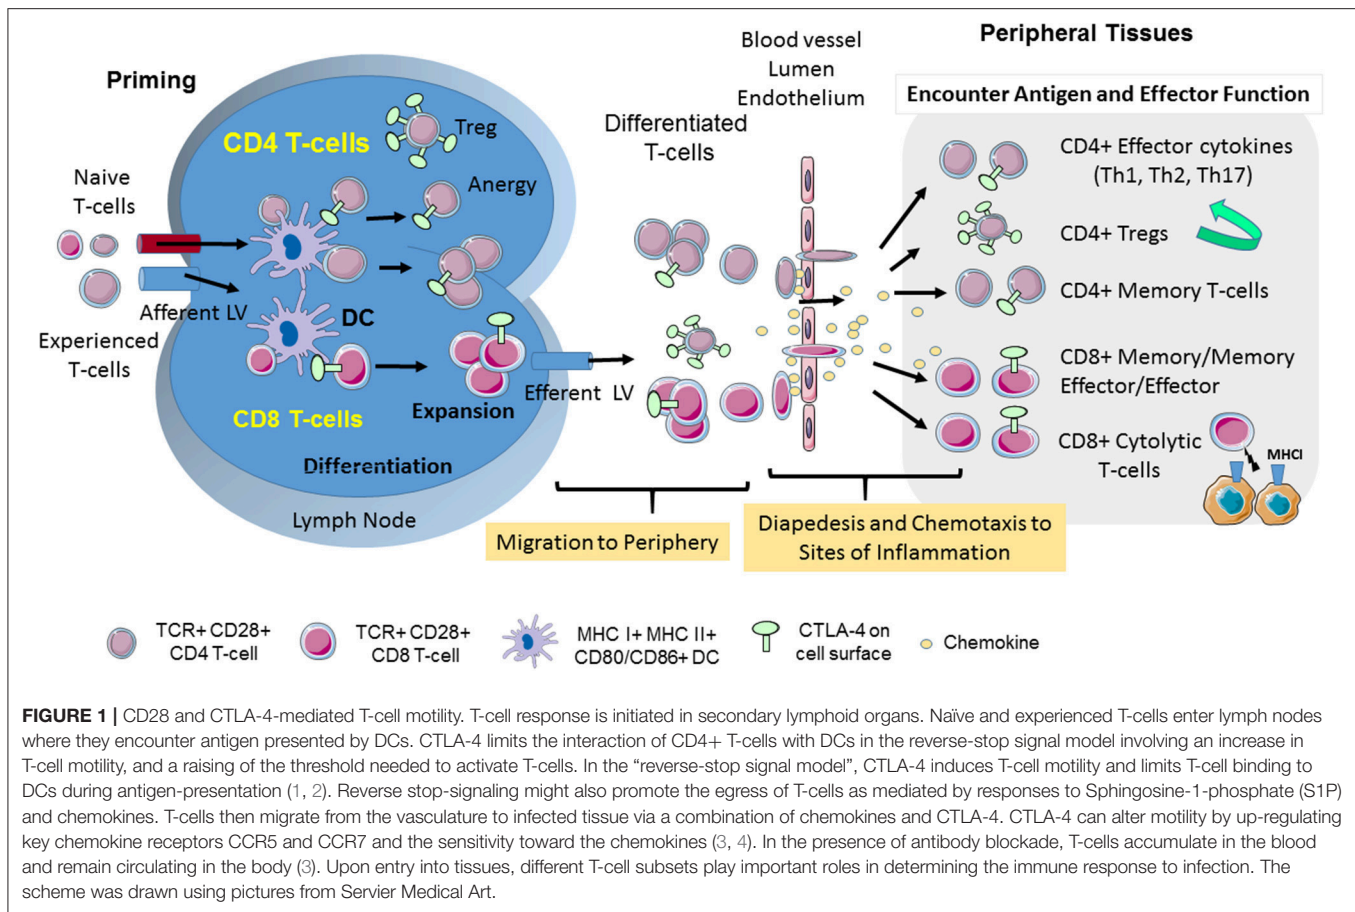 Priming
Naive
T-cells
Experienced
T-cells
Afferent LV
CD4 T-cells
Treg
Anergy
DC
CD8 T-cells
Expansion
Differentiation
Lymph Node
Efferent LV
Differentiated
T-cells
Blood vessel
Lumen
Endothelium
Migration to Periphery
Diapedesis and Chemotaxis to
Sites of Inflammation
Peripheral Tissues
Encounter Antigen and Effector Function
CD4+ Effector cytokines
(Th1, Th2, Th17)
CD4+ Tregs
CD4+ Memory T-cells
CD8+ Memory/Memory
Effector/Effector
CD8+ Cytolytic
T-cells
MHCI
TCR+ CD28+
CD4 T-cell
TCR+ CD28+
CD8 T-cell
MHC I+ MHC II+
CD80/CD86+ DC
CTLA-4 on
cell surface
Chemokine
FIGURE 1 | CD28 and CTLA-4-mediated T-cell motility. T-cell response is initiated in secondary lymphoid organs. Naïve and experienced T-cells enter lymph nodes
where they encounter antigen presented by DCs. CTLA-4 limits the interaction of CD4+ T-cells with DCs in the reverse-stop signal model involving an increase in
T-cell motility, and a raising of the threshold needed to activate T-cells. In the “reverse-stop signal model”, CTLA-4 induces T-cell motility and limits T-cell binding to
DCs during antigen-presentation (1, 2). Reverse stop-signaling might also promote the egress of T-cells as mediated by responses to Sphingosine-1-phosphate (S1P)
and chemokines. T-cells then migrate from the vasculature to infected tissue via a combination of chemokines and CTLA-4. CTLA-4 can alter motility by up-regulating
key chemokine receptors CCR5 and CCR7 and the sensitivity toward the chemokines (3, 4). In the presence of antibody blockade, T-cells accumulate in the blood
and remain circulating in the body (3). Upon entry into tissues, different T-cell subsets play important roles in determining the immune response to infection. The
scheme was drawn using pictures from Servier Medical Art.